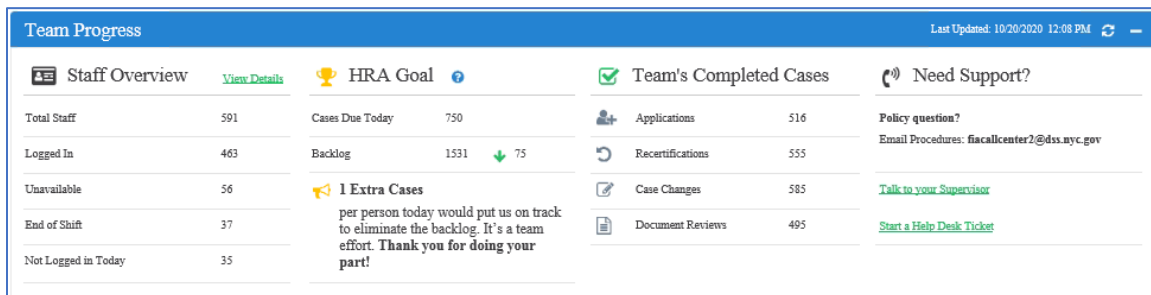 Team Progress
Last Updated: 10/20/2020 12:08 PM
Staff Overview
View Details
Total Staff 591
Logged In 463
Unavailable 56
End of Shift 37
Not Logged in Today 35
HRA Goal ?
Cases Due Today 750
Backlog 1531 75
1 Extra Cases
per person today would put us on track
to eliminate the backlog. It’s a team
effort. Thank you for doing your
part!
Team's Completed Cases
Applications 516
Recertifications 555
Case Changes 585
Document Reviews 495
Need Support?
Policy question?
Email Procedures: fiacallcenter2@dss.nyc.gov
Talk to your Supervisor
Start a Help Desk Ticket